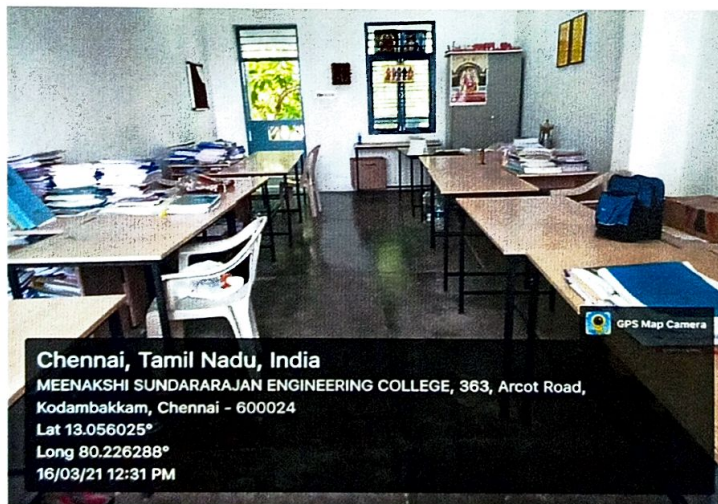 GPS Map Camera
Chennai, Tamil Nadu, India
MEENAKSHI SUNDARARAJAN ENGINEERING COLLEGE, 363, Arcot Road,
Kodambakkam, Chennai - 600024
Lat 13.056025°
Long 80.226288°
16/03/21 12:31 PM